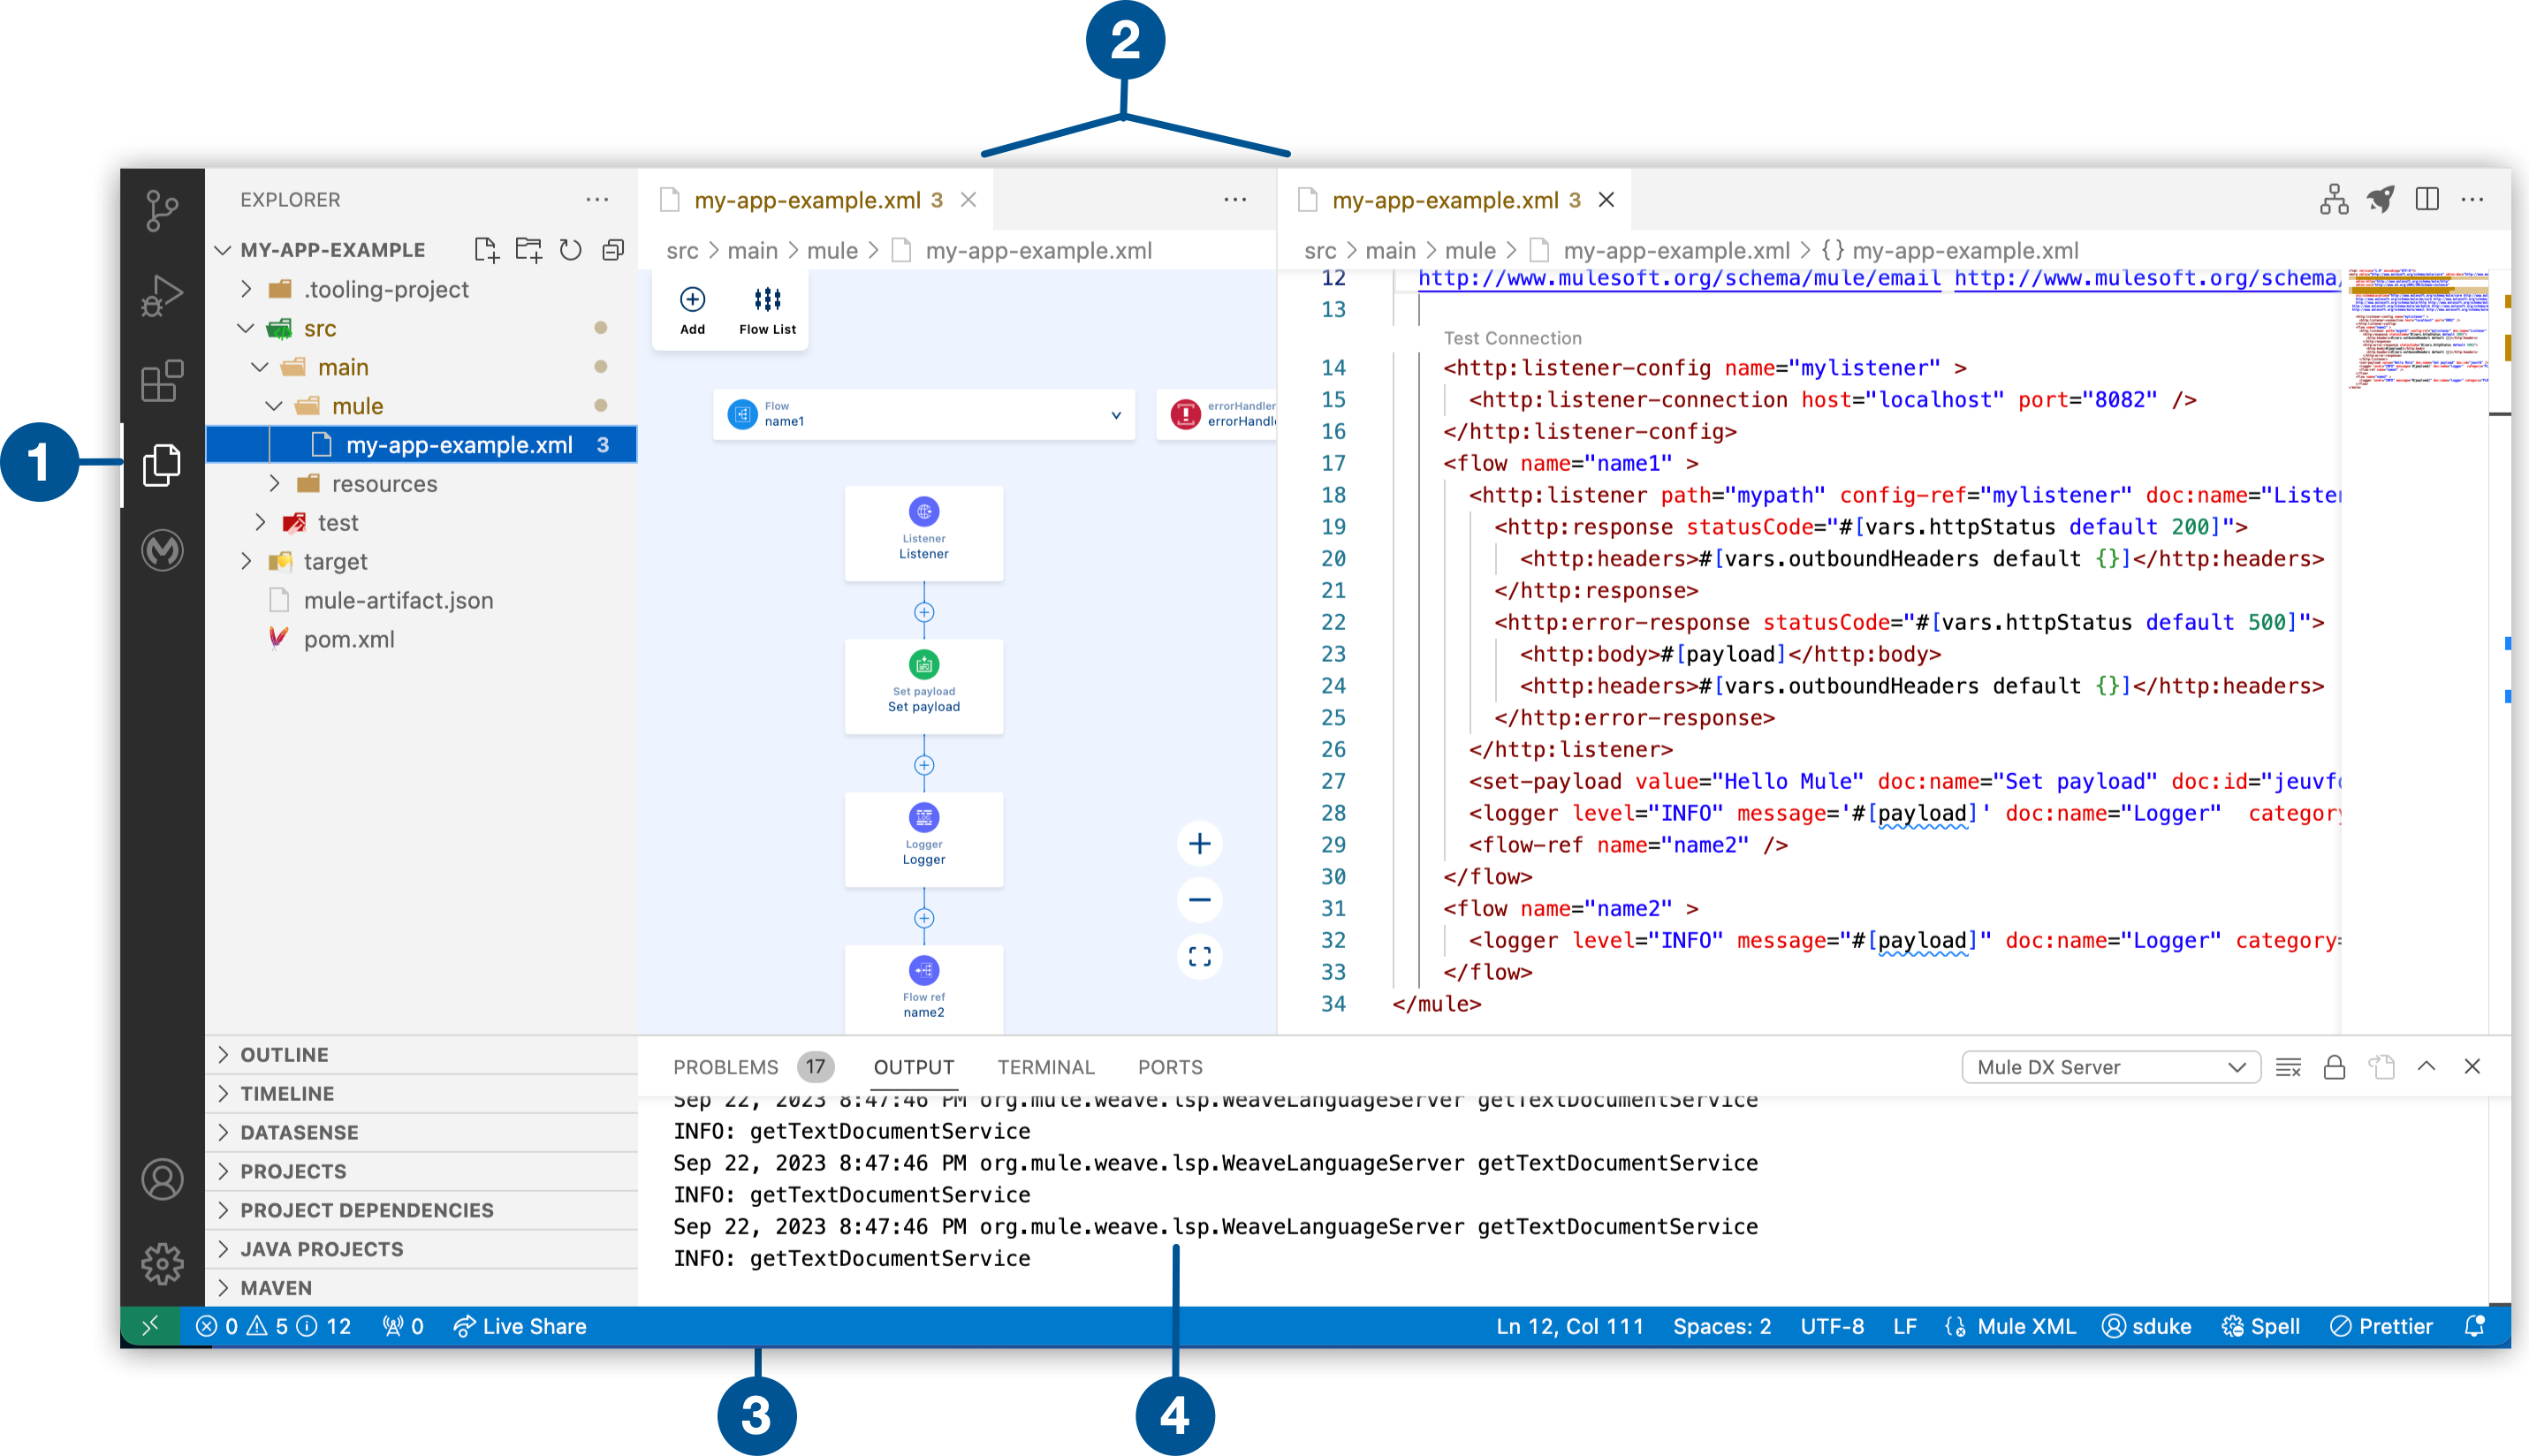 2
1
EXPLORER
MY-APP-EXAMPLE
.tooling-project
src
main
mule
my-app-example.xml 3
resources
test
target
mule-artifact.json
pom.xml
OUTLINE
TIMELINE
DATASENSE
PROJECTS
PROJECT DEPENDENCIES
JAVA PROJECTS
MAVEN
my-app-example.xml 3
src > main > mule > my-app-example.xml
Add
Flow List
Flow
name1
errorHandler
Listener
Listener
Set payload
Set payload
Logger
Logger
Flow ref
name2
my-app-example.xml 3
src > main > mule > my-app-example.xml > {} my-app-example.xml
12 http://www.mulesoft.org/schema/mule/email http://www.mulesoft.org/schema/
13
Test Connection
14 <http:listener-config name="mylistener" >
15 <http:listener-connection host="localhost" port="8082" />
16 </http:listener-config>
17 <flow name="name1" >
18 <http:listener path="mypath" config-ref="mylistener" doc:name="Listen
19 <http:response statusCode="#[vars.httpStatus default 200]">
20 <http:headers>#[vars.outboundHeaders default {}]</http:headers>
21 </http:response>
22 <http:error-response statusCode="#[vars.httpStatus default 500]">
23 <http:body>#[payload]</http:body>
24 <http:headers>#[vars.outboundHeaders default {}]</http:headers>
25 </http:error-response>
26 </http:listener>
27 <set-payload value="Hello Mule" doc:name="Set payload" doc:id="jeuvf
28 <logger level="INFO" message='#[payload]' doc:name="Logger" category
29 <flow-ref name="name2" />
30 </flow>
31 <flow name="name2" >
32 <logger level="INFO" message="#[payload]" doc:name="Logger" category=
33 </flow>
34 </mule>
PROBLEMS 17 OUTPUT TERMINAL PORTS
Mule DX Server
Sep 22, 2023 8:47:46 PM org.mule.weave.lsp.WeaveLanguageServer getTextDocumentService
INFO: getTextDocumentService
Sep 22, 2023 8:47:46 PM org.mule.weave.lsp.WeaveLanguageServer getTextDocumentService
INFO: getTextDocumentService
Sep 22, 2023 8:47:46 PM org.mule.weave.lsp.WeaveLanguageServer getTextDocumentService
INFO: getTextDocumentService
0 5 12 0 Live Share
Ln 12, Col 111 Spaces: 2 UTF-8 LF Mule XML sduke Spell Prettier
3
4